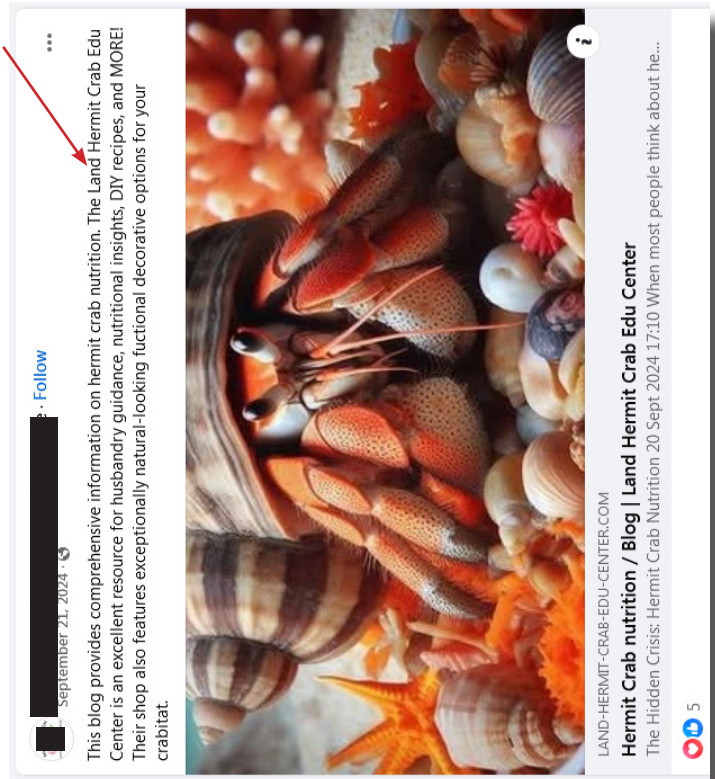 · Follow
September 21, 2024 ·
This blog provides comprehensive information on hermit crab nutrition. The Land Hermit Crab Edu
Center is an excellent resource for husbandry guidance, nutritional insights, DIY recipes, and MORE!
Their shop also features exceptionally natural-looking fuctional decorative options for your
crabitat.
i
LAND-HERMIT-CRAB-EDU-CENTER.COM
Hermit Crab nutrition / Blog | Land Hermit Crab Edu Center
The Hidden Crisis: Hermit Crab Nutrition 20 Sept 2024 17:10 When most people think about he...
5